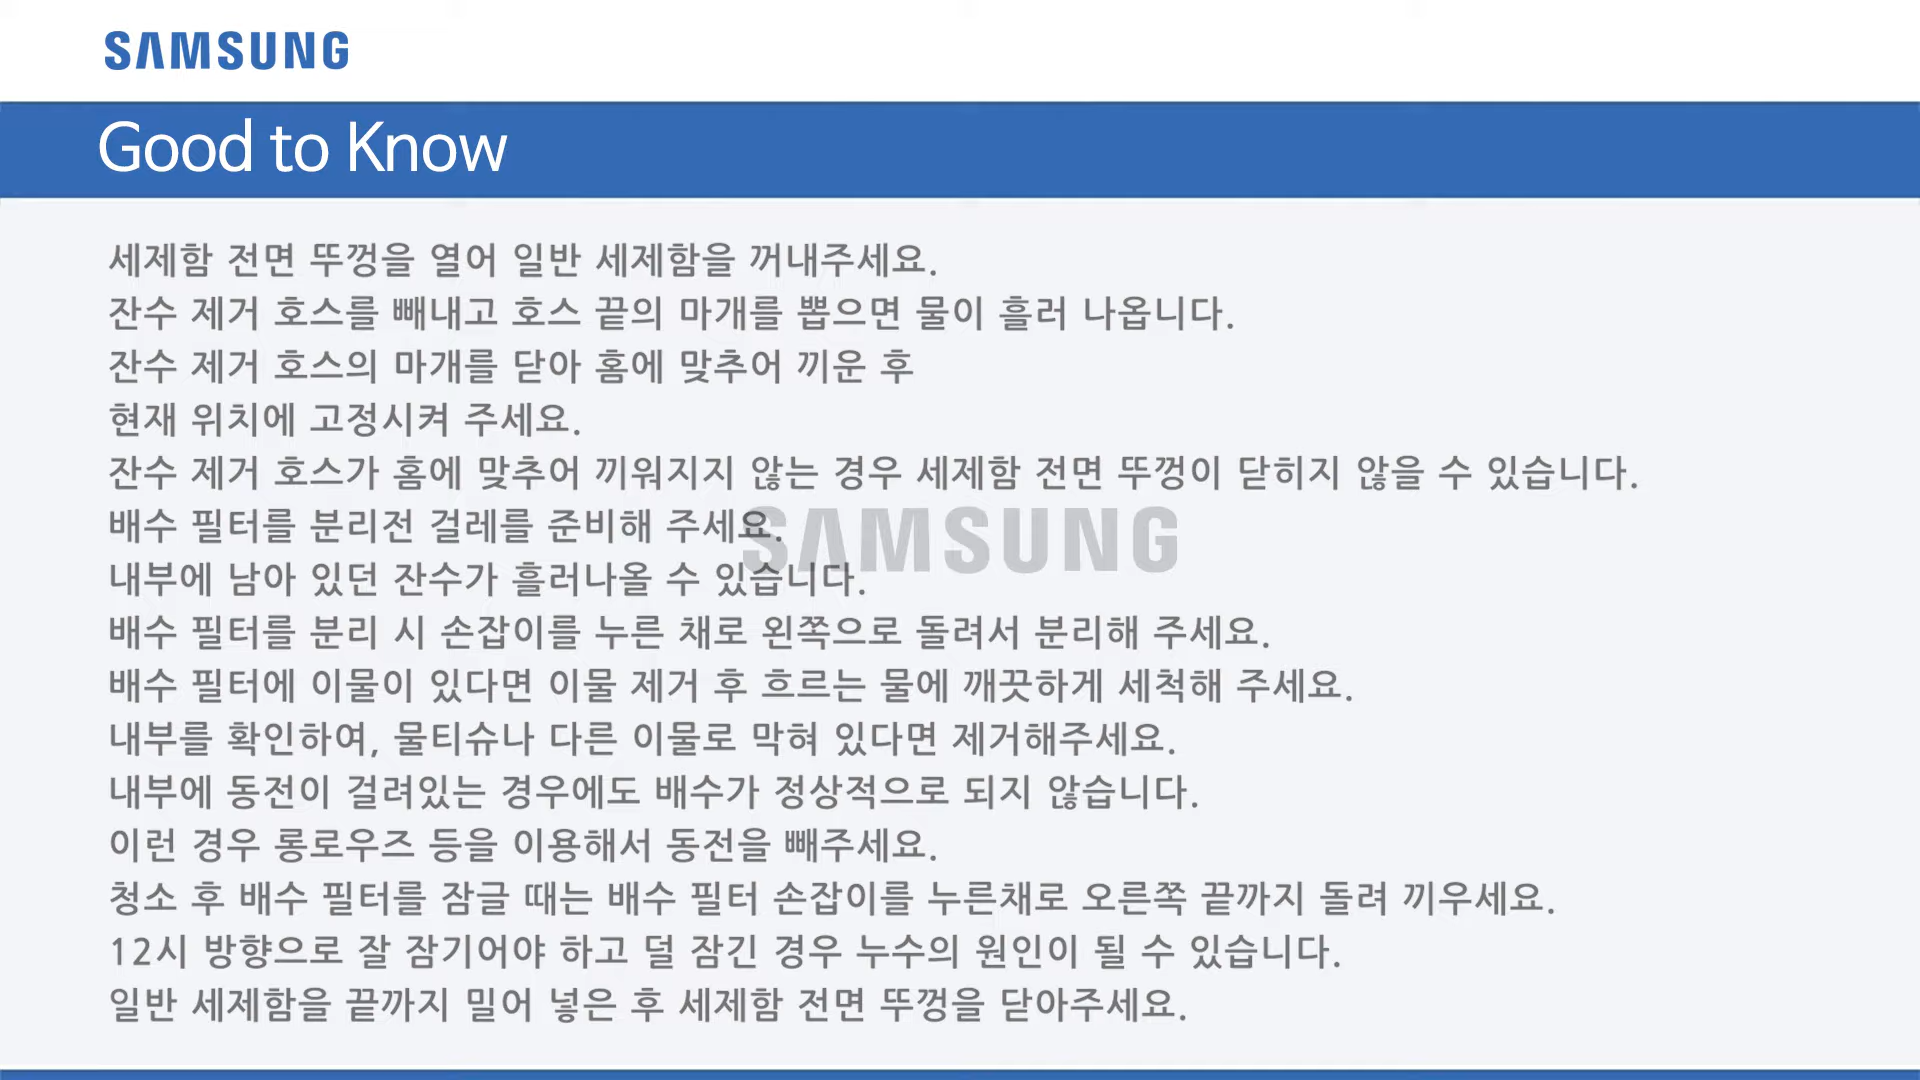 SAMSUNG
Good to Know
세제함 전면 뚜껑을 열어 일반 세제함을 꺼내주세요.
잔수 제거 호스를 빼내고 호스 끝의 마개를 뽑으면 물이 흘러 나옵니다.
잔수 제거 호스의 마개를 닫아 홈에 맞추어 끼운 후
현재 위치에 고정시켜 주세요.
잔수 제거 호스가 홈에 맞추어 끼워지지 않는 경우 세제함 전면 뚜껑이 닫히지 않을 수 있습니다.
배수 필터를 분리전 걸레를 준비해 주세요.
SAMSUNG
내부에 남아 있던 잔수가 흘러나올 수 있습니다.
배수 필터를 분리 시 손잡이를 누른 채로 왼쪽으로 돌려서 분리해 주세요.
배수 필터에 이물이 있다면 이물 제거 후 흐르는 물에 깨끗하게 세척해 주세요.
내부를 확인하여, 물티슈나 다른 이물로 막혀 있다면 제거해주세요.
내부에 동전이 걸려있는 경우에도 배수가 정상적으로 되지 않습니다.
이런 경우 롱로우즈 등을 이용해서 동전을 빼주세요.
청소 후 배수 필터를 잠글 때는 배수 필터 손잡이를 누른채로 오른쪽 끝까지 돌려 끼우세요.
12시 방향으로 잘 잠기어야 하고 덜 잠긴 경우 누수의 원인이 될 수 있습니다.
일반 세제함을 끝까지 밀어 넣은 후 세제함 전면 뚜껑을 닫아주세요.